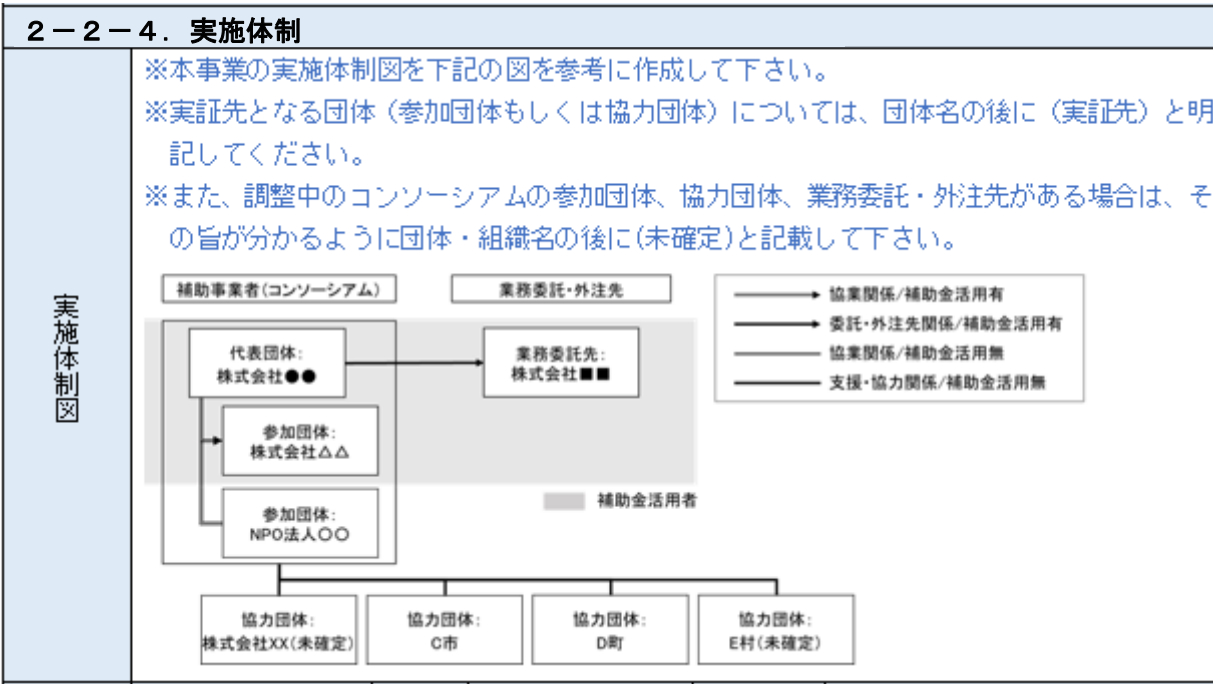 ２－２－４．実施体制
※本事業の実施体制図を下記の図を参考に作成して下さい。
※実証先となる団体（参加団体もしくは協力団体）については、団体名の後に（実証先）と明
記してください。
※また、調整中のコンソーシアムの参加団体、協力団体、業務委託・外注先がある場合は、そ
の旨が分かるように団体・組織名の後に(未確定)と記載して下さい。
実施体制図
補助事業者(コンソーシアム)
業務委託・外注先
協業関係/補助金活用有
委託・外注先関係/補助金活用有
協業関係/補助金活用無
支援・協力関係/補助金活用無
代表団体:
株式会社●●
業務委託先:
株式会社■■
参加団体:
株式会社△△
補助金活用者
参加団体:
NPO法人〇〇
協力団体:
株式会社XX(未確定)
協力団体:
C市
協力団体:
D町
協力団体:
E村(未確定)